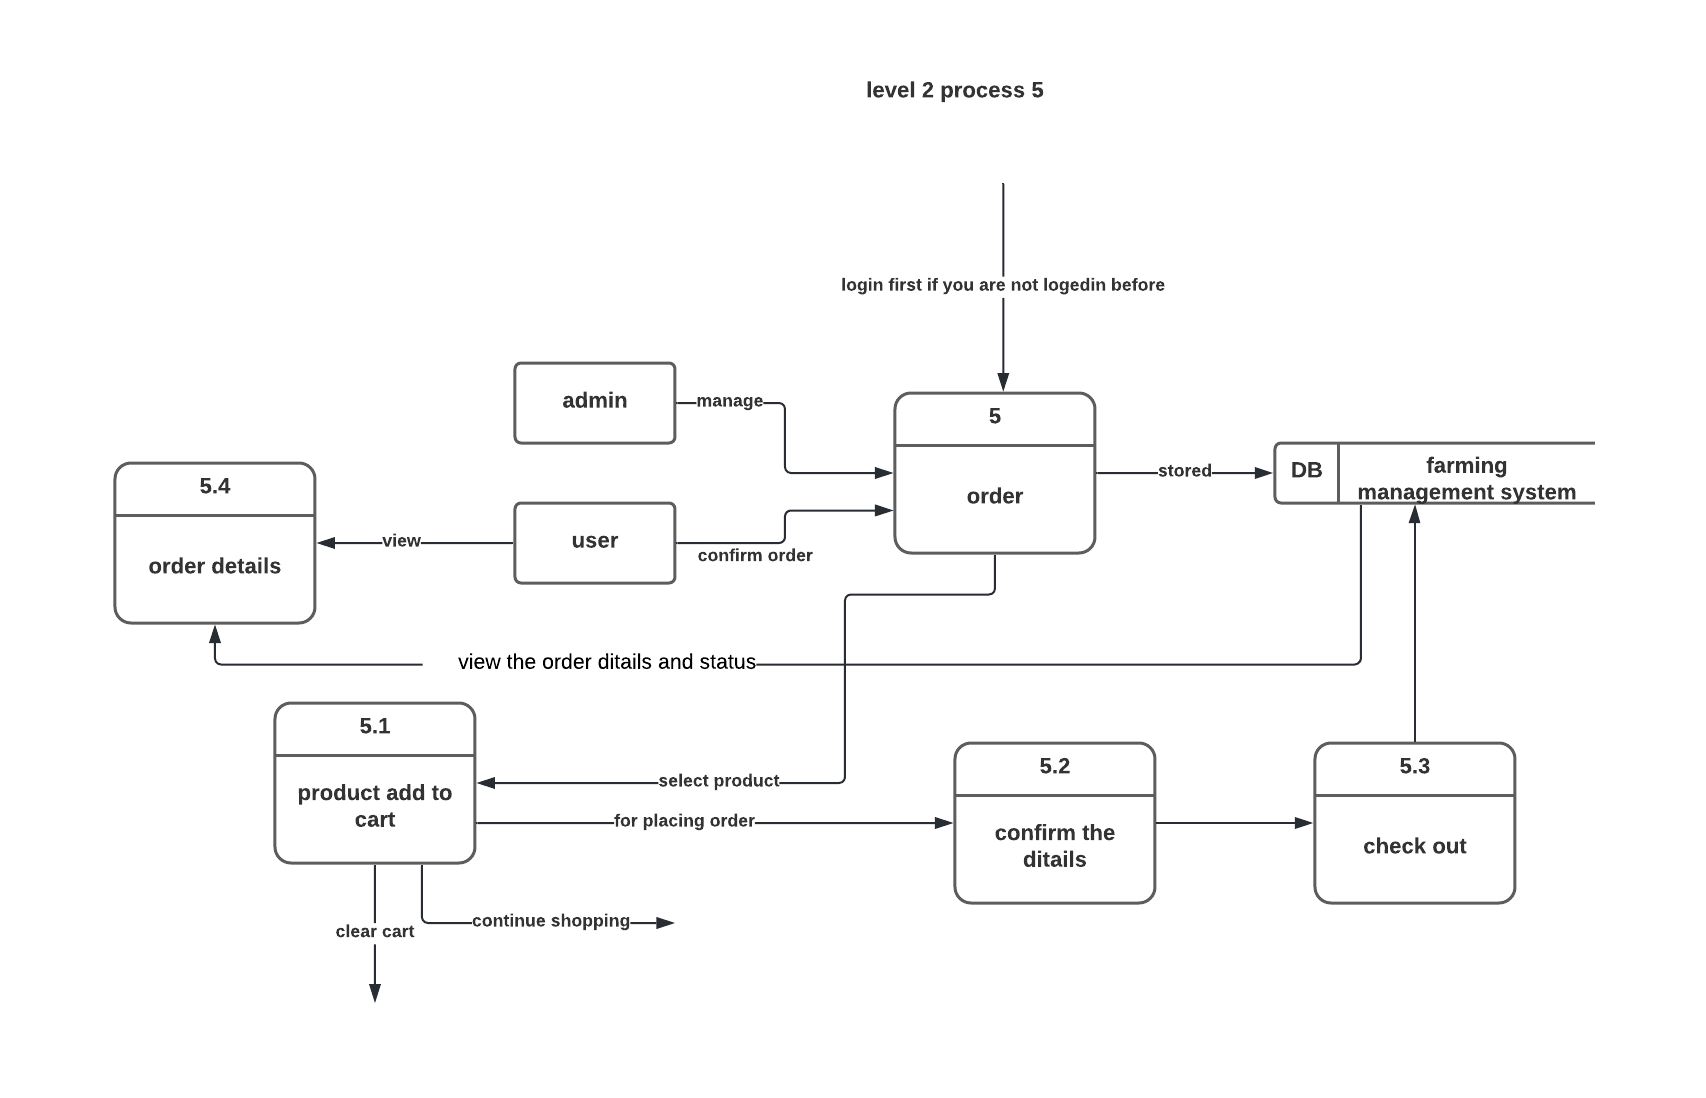 level 2 process 5
login first if you are not logedin before
admin
manage
5
order
stored
DB
farming
management system
5.4
order details
view
user
confirm order
view the order ditails and status
5.1
product add to
cart
select product
for placing order
5.2
confirm the
ditails
5.3
check out
continue shopping
clear cart